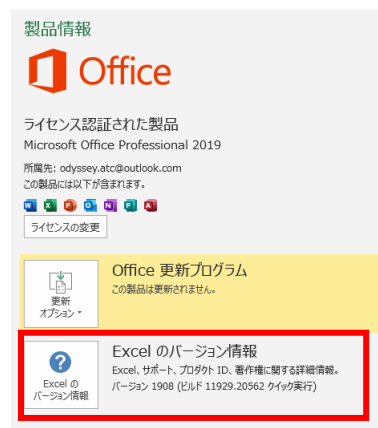 製品情報
Office
ライセンス認証された製品
Microsoft Office Professional 2019
所属先: odyssey.atc@outlook.com
この製品には以下が含まれます。
ライセンスの変更
Office 更新プログラム
この製品は更新されません。
更新
オプション
Excel のバージョン情報
Excel、サポート、プロダクト ID、著作権に関する詳細情報。
バージョン 1908 (ビルド 11929.20562 クイック実行)
Excel の
バージョン情報